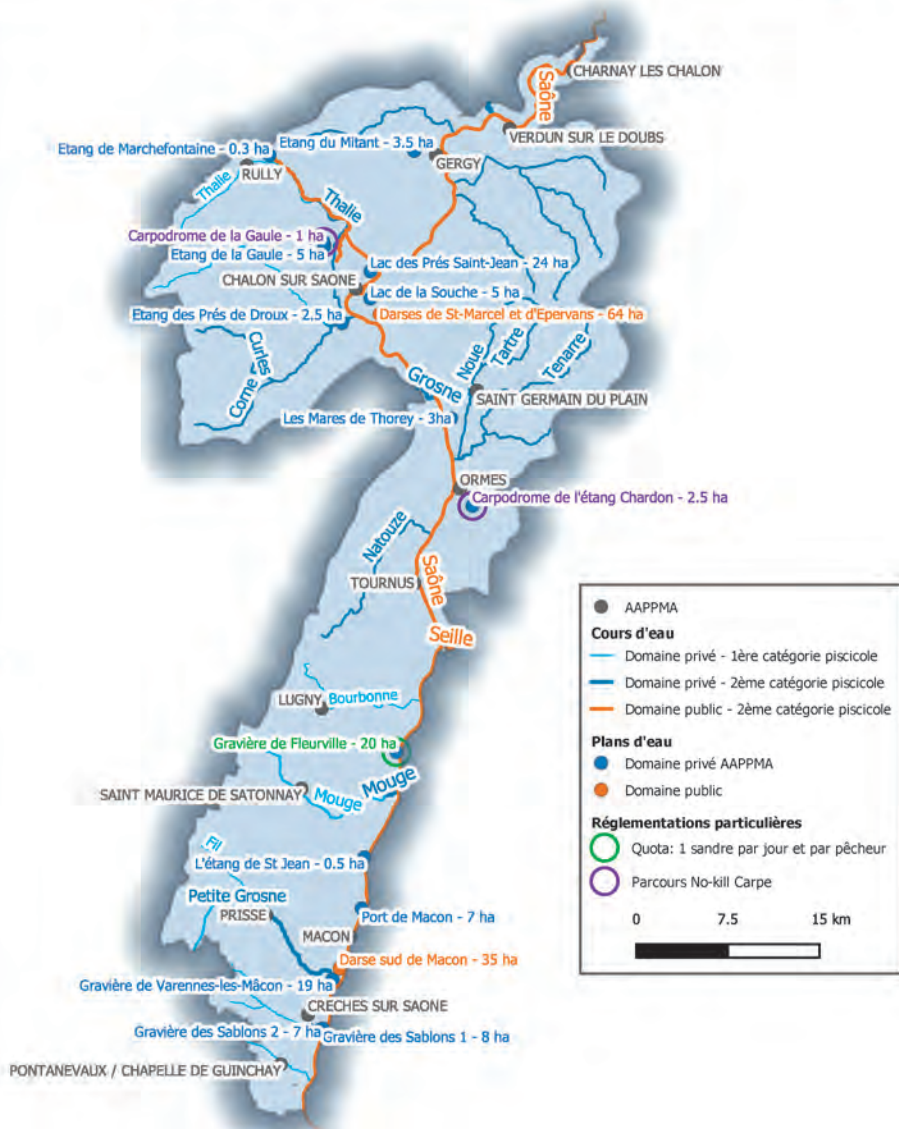 Saône
CHARNAY LES CHALON
VERDUN SUR LE DOUBS
Etang du Mitant - 3.5 ha
Etang de Marchefontaine - 0.3 ha
GERGY
RULLY
Thalie
Thalie
Carpodrome de la Gaule - 1 ha
Etang de la Gaule - 5 ha
Lac des Prés Saint-Jean - 24 ha
CHALON SUR SAONE
Lac de la Souche - 5 ha
Etang des Prés de Droux - 2.5 ha
Darses de St-Marcel et d'Epervans - 64 ha
Curles
Corne
Grosne
Noue
Tartre
Tenarre
SAINT GERMAIN DU PLAIN
Les Mares de Thorey - 3ha
ORMES
Carpodrome de l'étang Chardon - 2.5 ha
Natouze
Saône
TOURNUS
Seille
LUGNY
Bourbonne
Gravière de Fleurville - 20 ha
Mouge
SAINT MAURICE DE SATONNAY
Mouge
Fil
L'étang de St Jean - 0.5 ha
Petite Grosne
PRISSE
Port de Macon - 7 ha
MACON
Darse sud de Macon - 35 ha
Gravière de Varennes-les-Mâcon - 19 ha
CRECHES SUR SAONE
Gravière des Sablons 2 - 7 ha
Gravière des Sablons 1 - 8 ha
PONTANEVAUX / CHAPELLE DE GUINCHAY
AAPPMA
Cours d'eau
Domaine privé - 1ère catégorie piscicole
Domaine privé - 2ème catégorie piscicole
Domaine public - 2ème catégorie piscicole
Plans d'eau
Domaine privé AAPPMA
Domaine public
Réglementations particulières
Quota: 1 sandre par jour et par pêcheur
Parcours No-kill Carpe
0 7.5 15 km